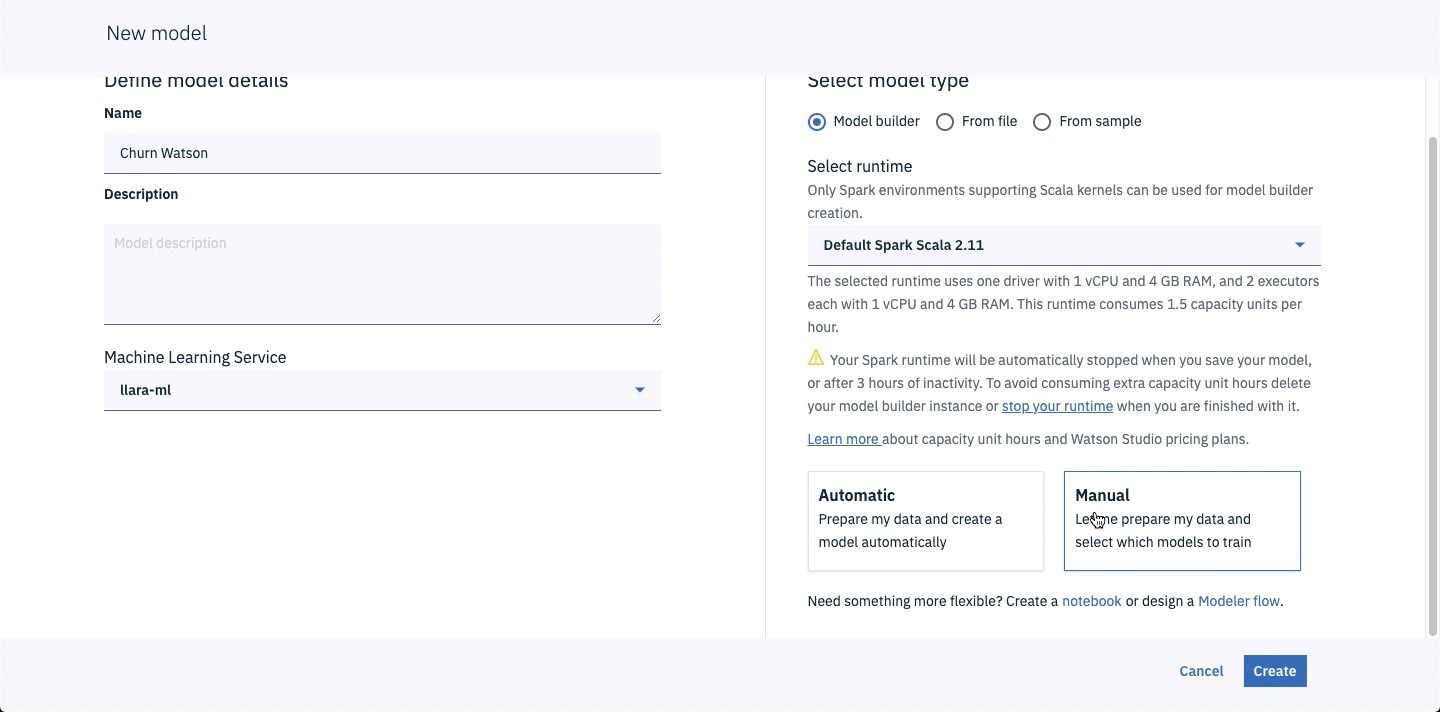 New model
Define model details
Name
Churn Watson
Description
Model description
Machine Learning Service
llara-ml
Select model type
Model builder
From file
From sample
Select runtime
Only Spark environments supporting Scala kernels can be used for model builder
creation.
Default Spark Scala 2.11
The selected runtime uses one driver with 1 vCPU and 4 GB RAM, and 2 executors
each with 1 vCPU and 4 GB RAM. This runtime consumes 1.5 capacity units per
hour.
Your Spark runtime will be automatically stopped when you save your model,
or after 3 hours of inactivity. To avoid consuming extra capacity unit hours delete
your model builder instance or stop your runtime when you are finished with it.
Learn more about capacity unit hours and Watson Studio pricing plans.
Automatic
Prepare my data and create a
model automatically
Manual
Let me prepare my data and
select which models to train
Need something more flexible? Create a notebook or design a Modeler flow.
Cancel
Create